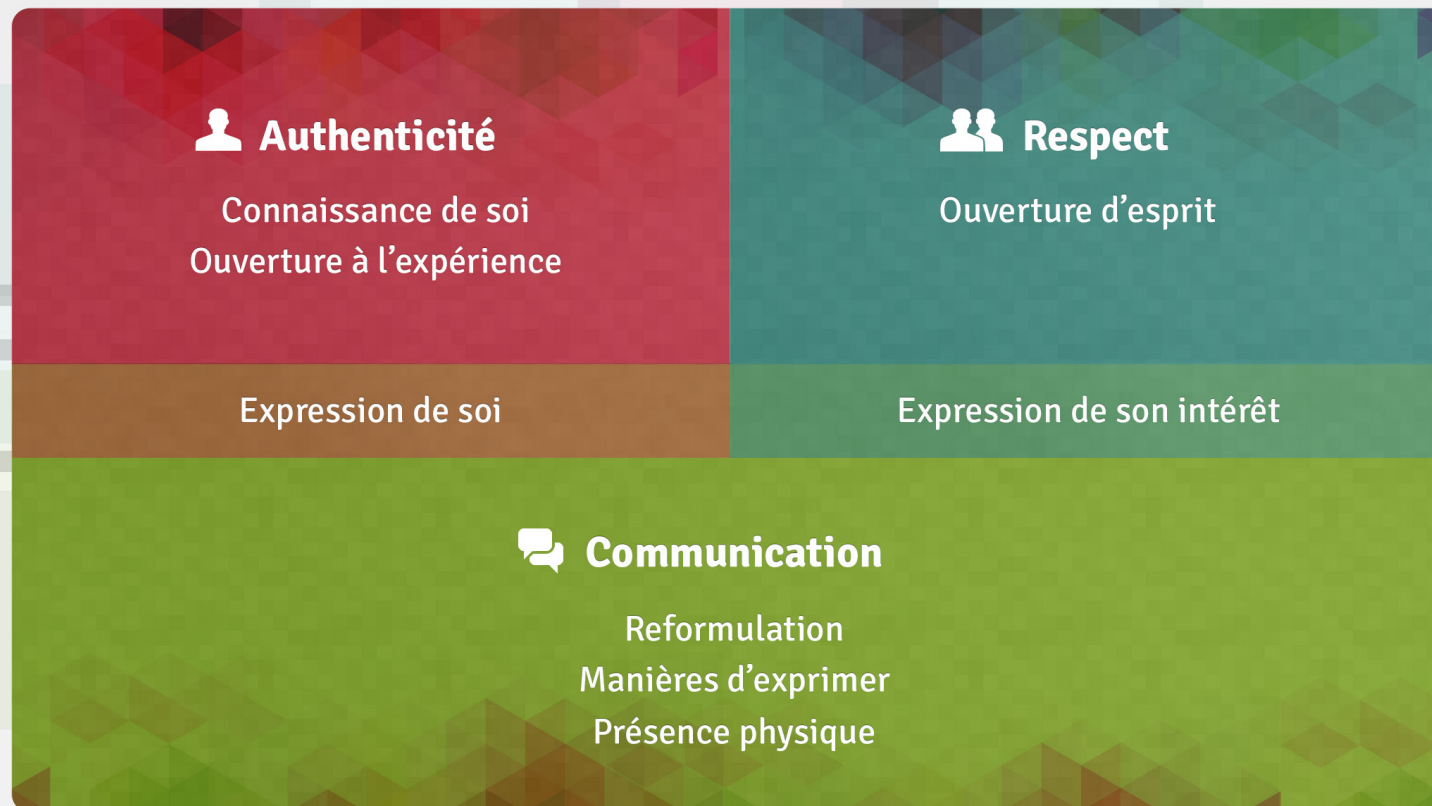 Authenticité
Connaissance de soi
Ouverture à l’expérience
Respect
Ouverture d’esprit
Expression de soi
Expression de son intérêt
Communication
Reformulation
Manières d’exprimer
Présence physique